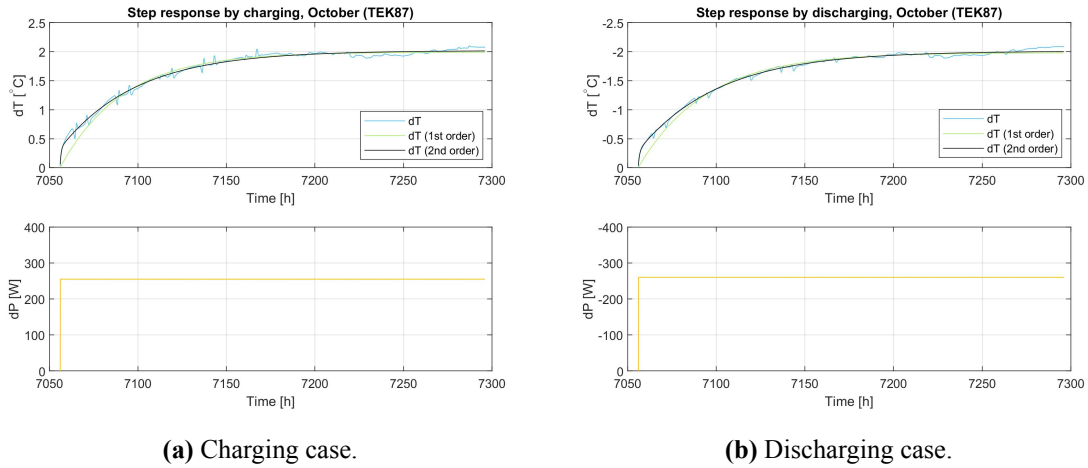 Step response by charging, October (TEK87)
2.5
2
1.5
1
0.5
0
dT [°C]
dT
dT (1st order)
dT (2nd order)
7050 7100 7150 7200 7250 7300
Time [h]
400
300
200
100
0
dP [W]
7050 7100 7150 7200 7250 7300
Time [h]
(a) Charging case.
Step response by discharging, October (TEK87)
-2.5
-2
-1.5
-1
-0.5
0
dT [°C]
dT
dT (1st order)
dT (2nd order)
7050 7100 7150 7200 7250 7300
Time [h]
-400
-300
-200
-100
0
dP [W]
7050 7100 7150 7200 7250 7300
Time [h]
(b) Discharging case.